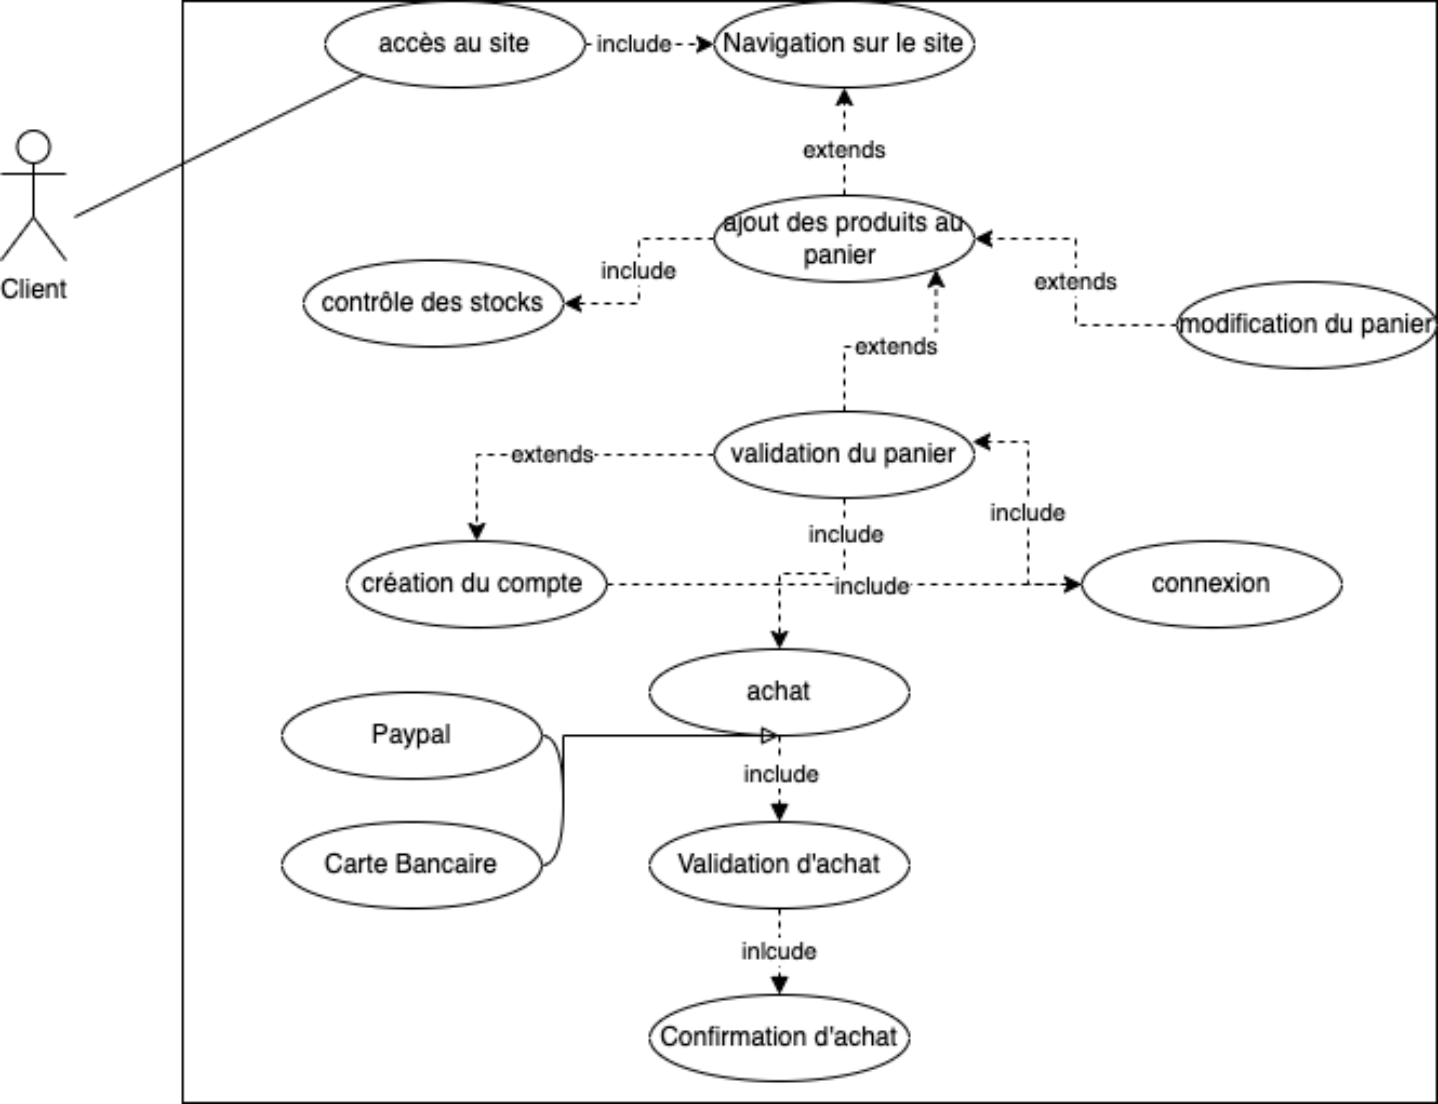 accès au site
include
Navigation sur le site
extends
ajout des produits au
panier
include
contrôle des stocks
extends
modification du panier
Client
extends
validation du panier
extends
include
include
création du compte
include
connexion
achat
Paypal
include
Carte Bancaire
Validation d'achat
inlcude
Confirmation d'achat